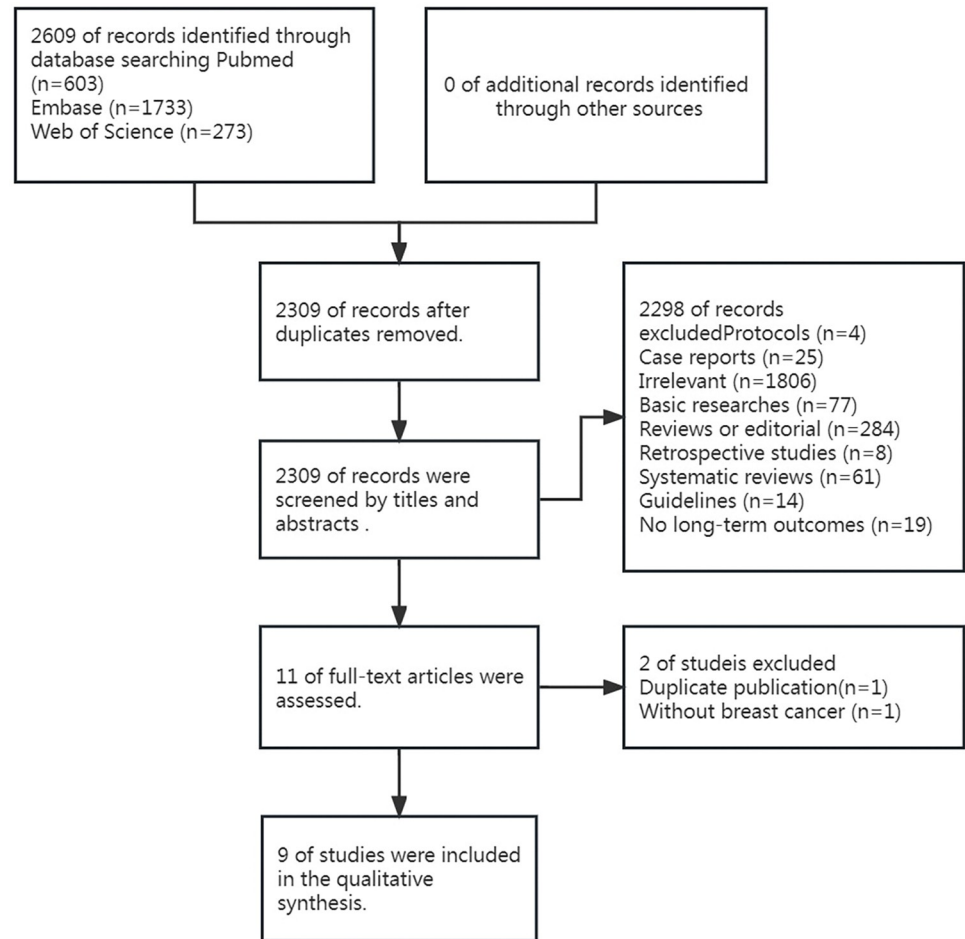 2609 of records identified through
database searching Pubmed
(n=603)
Embase (n=1733)
Web of Science (n=273)
0 of additional records identified
through other sources
2309 of records after
duplicates removed.
2298 of records
excludedProtocols (n=4)
Case reports (n=25)
Irrelevant (n=1806)
Basic researches (n=77)
Reviews or editorial (n=284)
Retrospective studies (n=8)
Systematic reviews (n=61)
Guidelines (n=14)
No long-term outcomes (n=19)
2309 of records were
screened by titles and
abstracts .
11 of full-text articles were
assessed.
2 of studeis excluded
Duplicate publication(n=1)
Without breast cancer (n=1)
9 of studies were included
in the qualitative
synthesis.